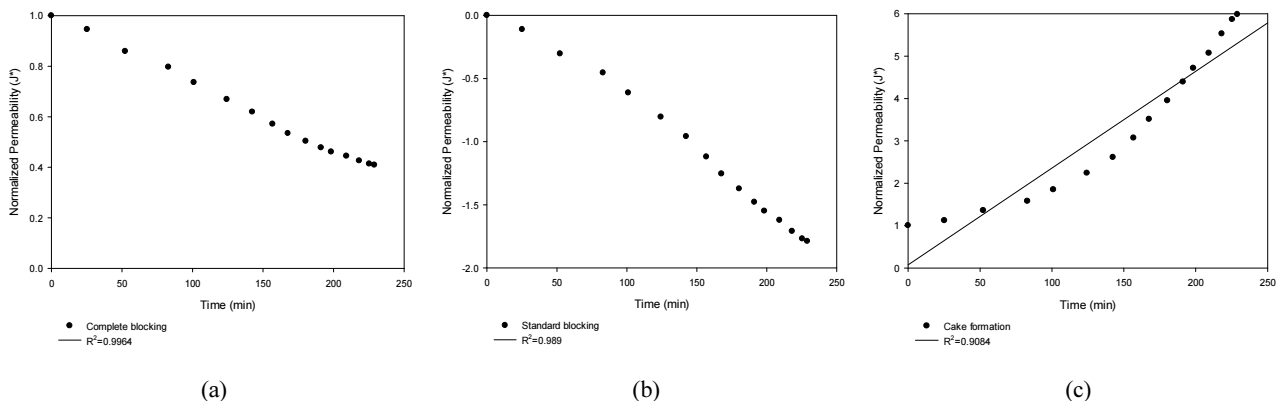 1.0
0.8
0.6
0.4
0.2
0.0
Normalized Permeability (J*)
0 50 100 150 200 250
Time (min)
Complete blocking
R²=0.9964
(a)
0.0
-0.5
-1.0
-1.5
-2.0
Normalized Permeability (J*)
0 50 100 150 200 250
Time (min)
Standard blocking
R²=0.989
(b)
6
5
4
3
2
1
0
Normalized Permeability (J*)
0 50 100 150 200 250
Time (min)
Cake formation
R²=0.9084
(c)